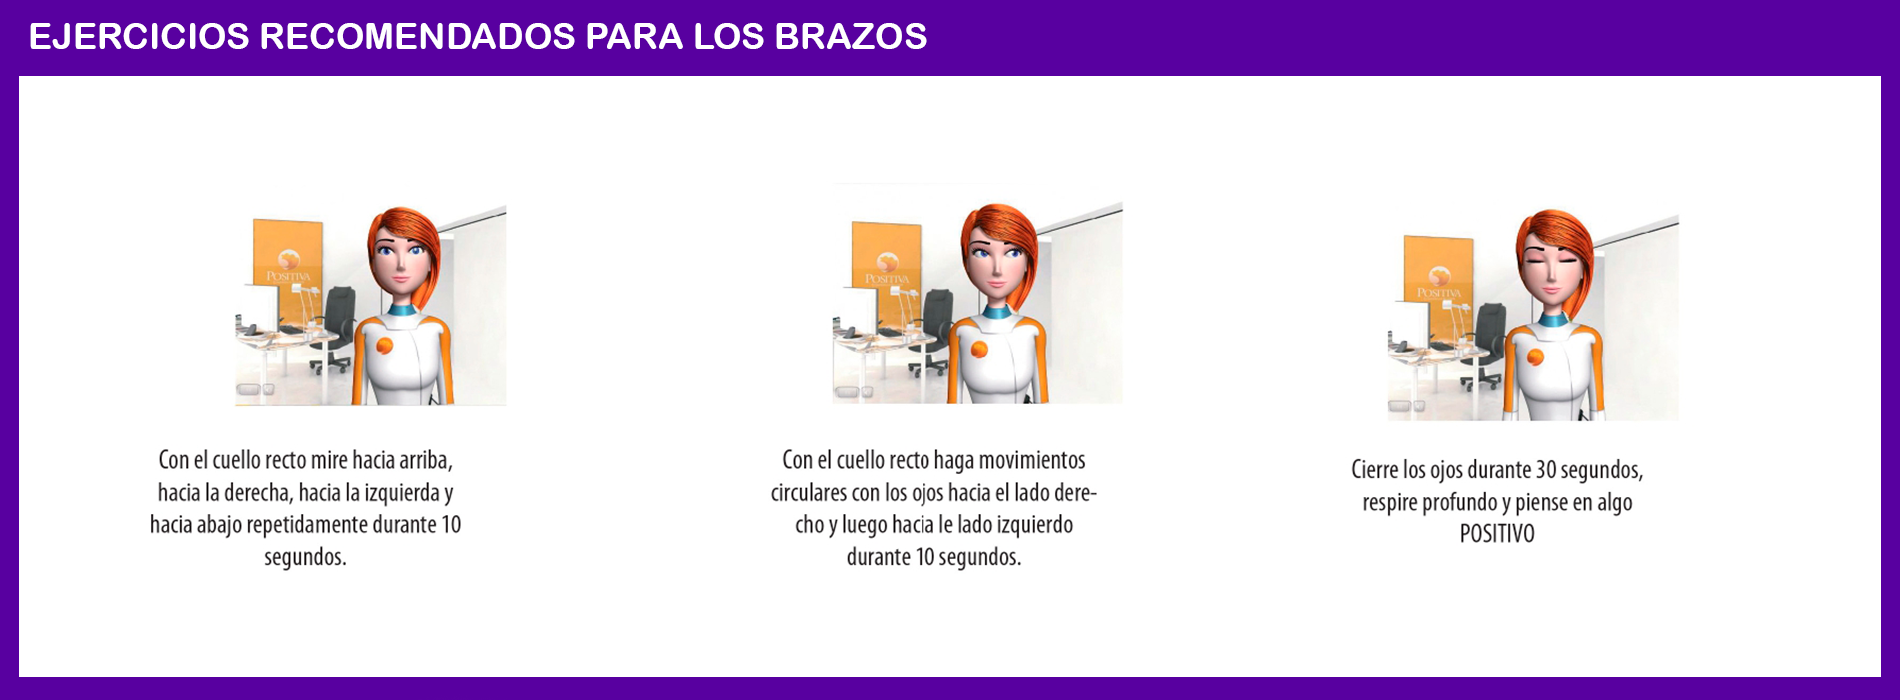 EJERCICIOS RECOMENDADOS PARA LOS BRAZOS
POSITIVA
Con el cuello recto mire hacia arriba,
hacia la derecha, hacia la izquierda y
hacia abajo repetidamente durante 10
segundos.
POSITIVA
Con el cuello recto haga movimientos
circulares con los ojos hacia el lado dere-
cho y luego hacia le lado izquierdo
durante 10 segundos.
POSITIVA
Cierre los ojos durante 30 segundos,
respire profundo y piense en algo
POSITIVO